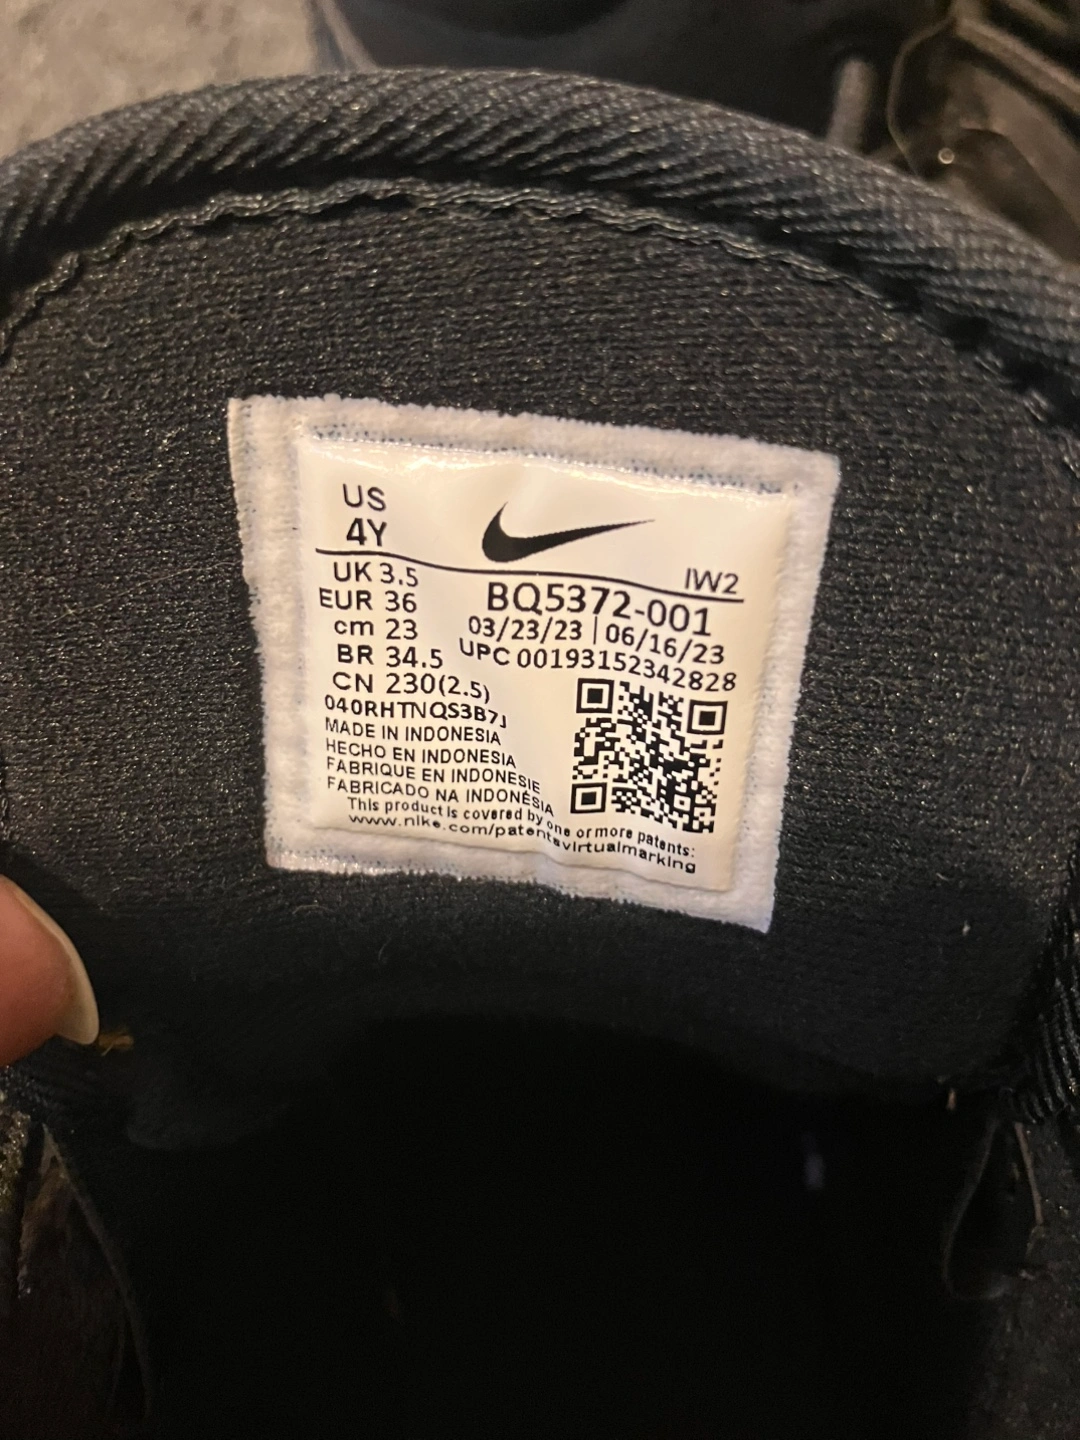 US
4Y
IW2
UK 3.5
BQ5372-001
EUR 36
03/23/23 | 06/16/23
cm 23
UPC 00193152342828
BR 34.5
CN 230(2.5)
040RHTNQS3B7J
MADE IN INDONESIA
HECHO EN INDONESIA
FABRIQUE EN INDONESIE
FABRICADO NA INDONÉSIA
This product is covered by one or more patents:
www.nike.com/patentsvirtualmarking